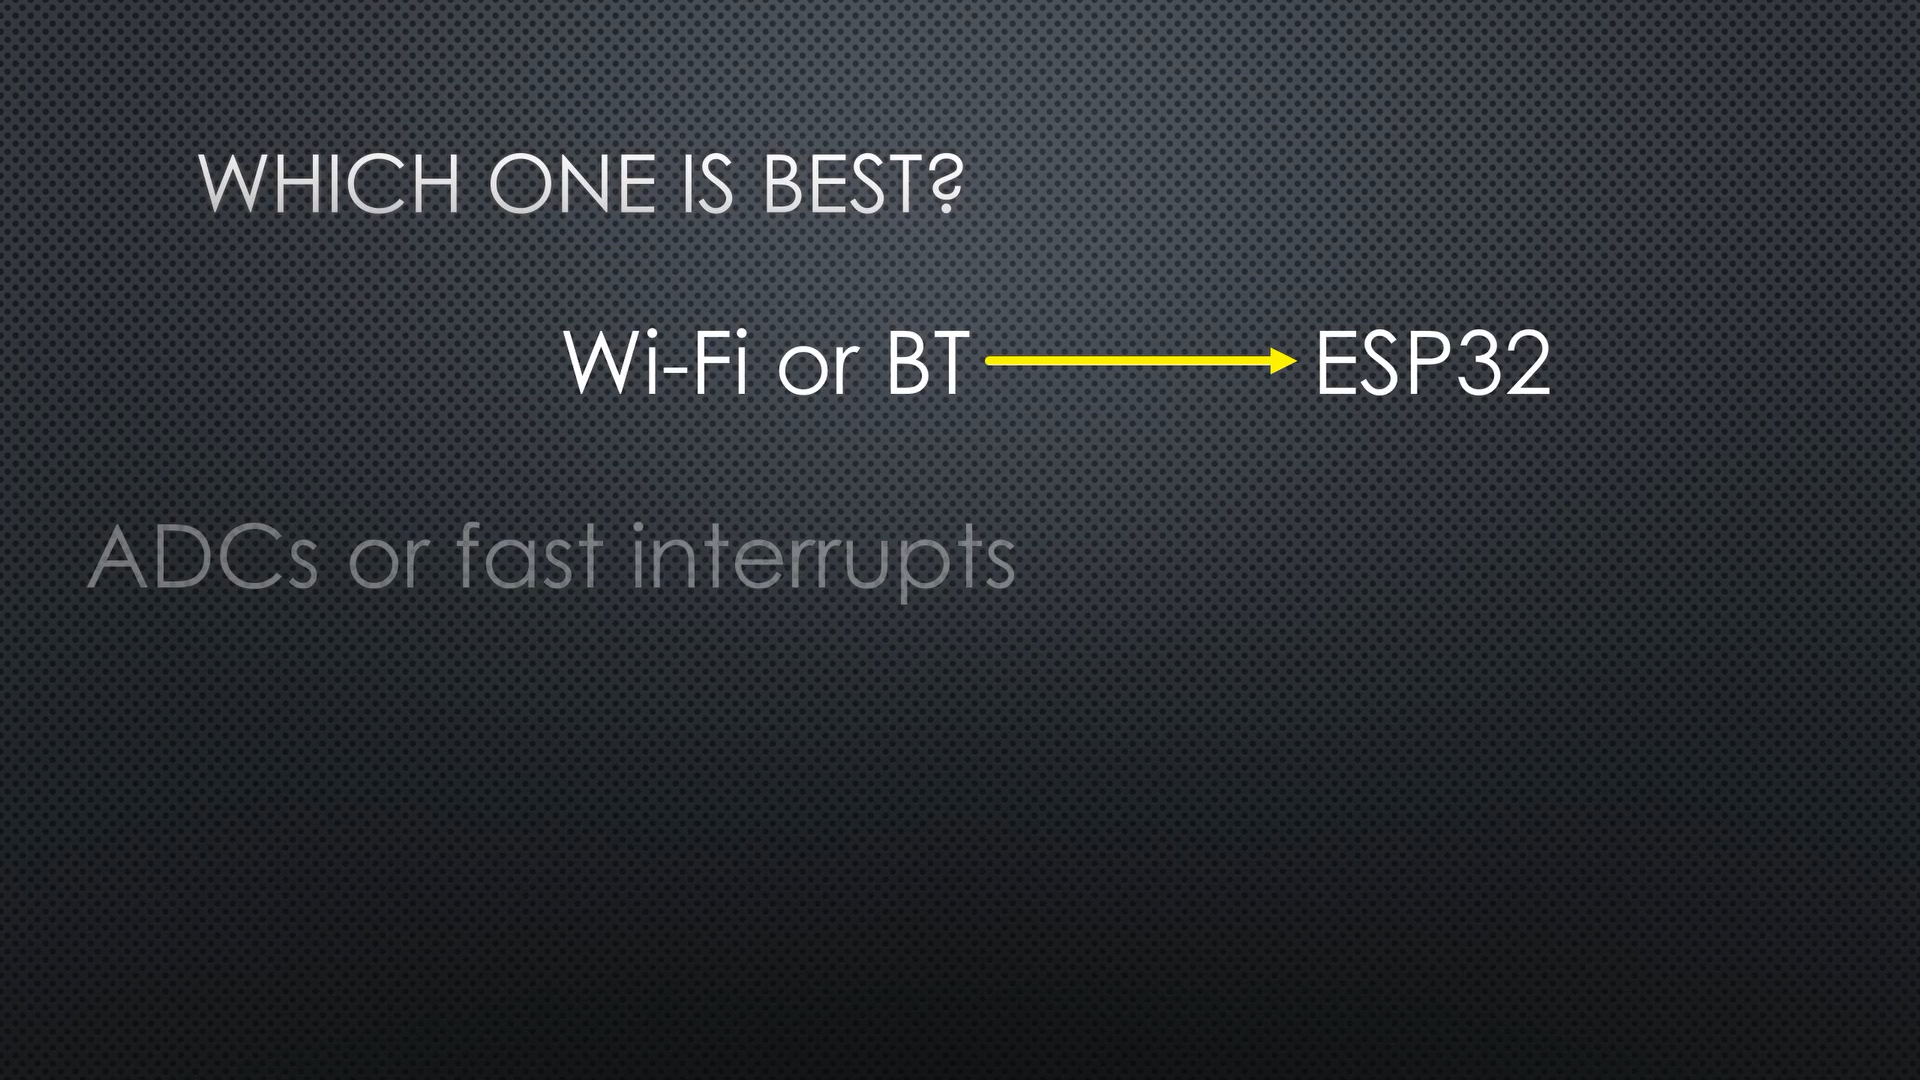 WHICH ONE IS BEST?
Wi-Fi or BT ESP32
ADCs or fast interrupts